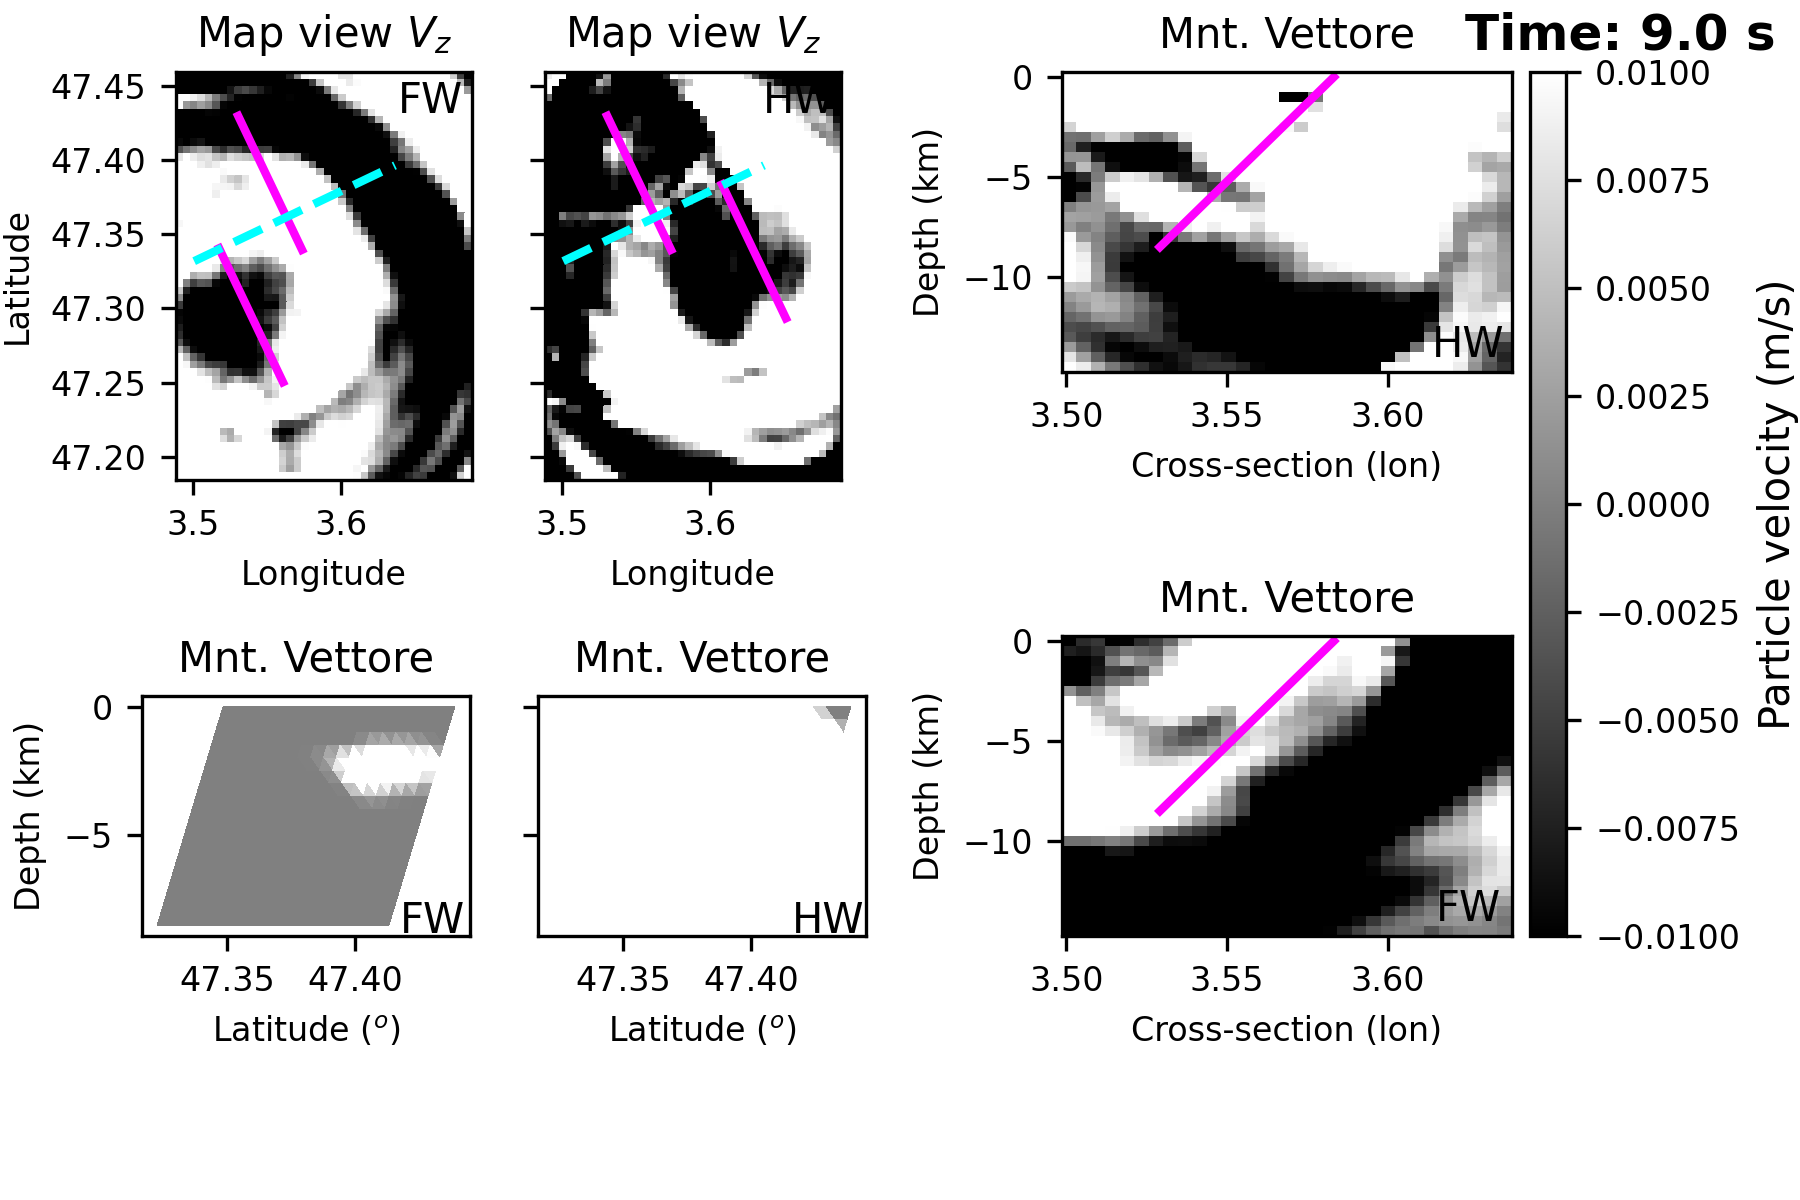 Time: 9.0 s
Map view Vz
FW
47.45
47.40
47.35
47.30
47.25
47.20
Latitude
3.5
3.6
Longitude
Map view Vz
HW
3.5
3.6
Longitude
Mnt. Vettore
0
−5
−10
Depth (km)
HW
3.50
3.55
3.60
Cross-section (lon)
0.0100
0.0075
0.0050
0.0025
0.0000
−0.0025
−0.0050
−0.0075
−0.0100
Particle velocity (m/s)
Mnt. Vettore
0
−5
Depth (km)
FW
47.35
47.40
Latitude (o)
Mnt. Vettore
HW
47.35
47.40
Latitude (o)
Mnt. Vettore
0
−5
−10
Depth (km)
FW
3.50
3.55
3.60
Cross-section (lon)